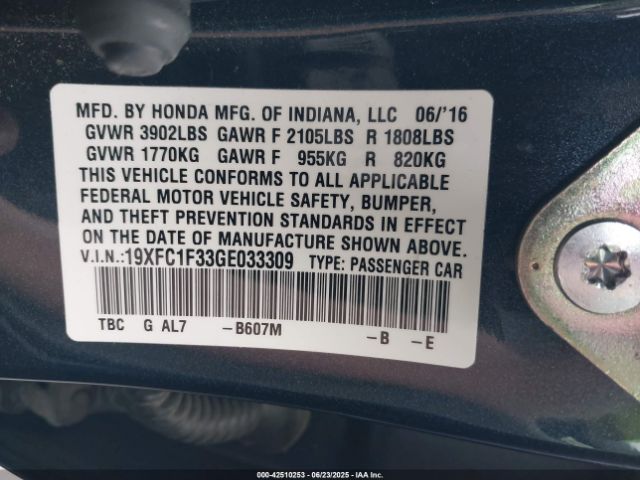 MFD. BY HONDA MFG. OF INDIANA, LLC 06/'16
GVWR 3902LBS GAWR F 2105LBS R 1808LBS
GVWR 1770KG GAWR F 955KG R 820KG
THIS VEHICLE CONFORMS TO ALL APPLICABLE
FEDERAL MOTOR VEHICLE SAFETY, BUMPER,
AND THEFT PREVENTION STANDARDS IN EFFECT
ON THE DATE OF MANUFACTURE SHOWN ABOVE.
V.I.N.:19XFC1F33GE033309 TYPE: PASSENGER CAR
TBC G AL7 –B607M –B –E
000-42510253 - 06/23/2025 - IAA Inc.